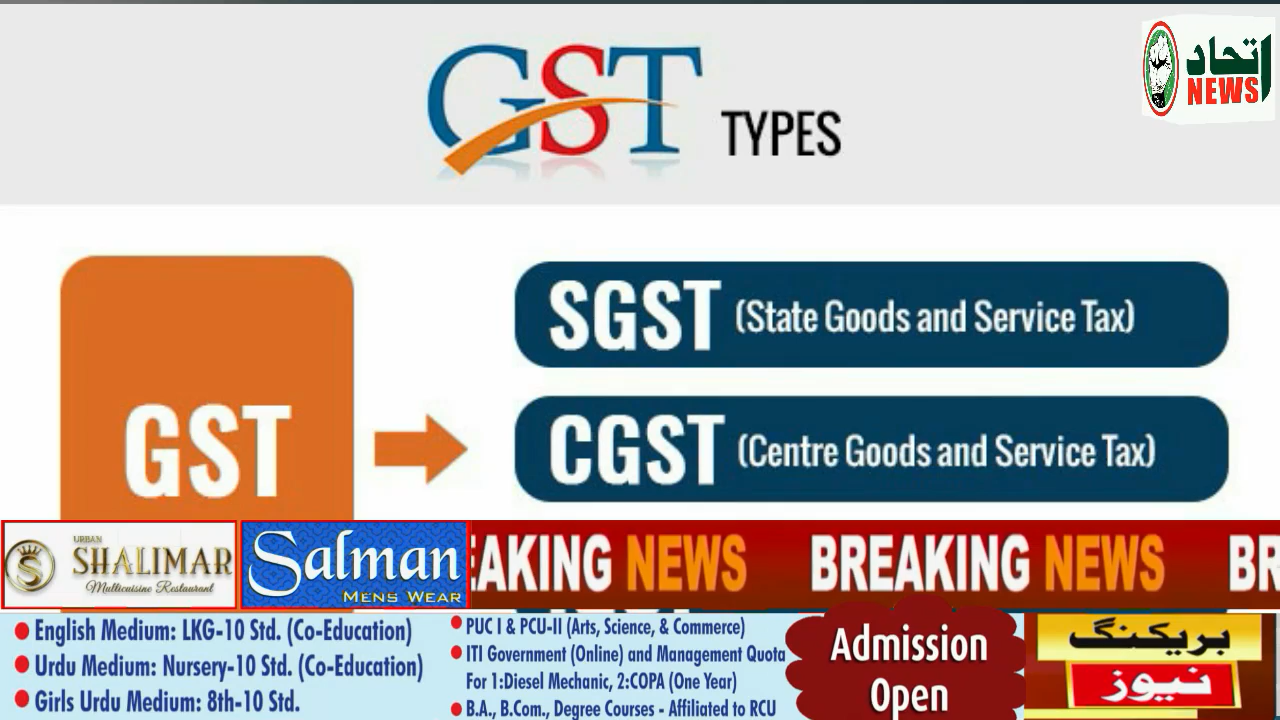 GST TYPES
اتحاد
NEWS
SGST (State Goods and Service Tax)
GST
CGST (Centre Goods and Service Tax)
URBAN
SHALIMAR
Multicuisine Restaurant
Salman
MENS WEAR
EAKING NEWS BREAKING NEWS BR
English Medium: LKG-10 Std. (Co-Education)
Urdu Medium: Nursery-10 Std. (Co-Education)
Girls Urdu Medium: 8th-10 Std.
PUC I & PCU-II (Arts, Science, & Commerce)
ITI Government (Online) and Management Quota
For 1:Diesel Mechanic, 2:COPA (One Year)
B.A., B.Com., Degree Courses - Affiliated to RCU
Admission
Open
بریکنگ
نیوز